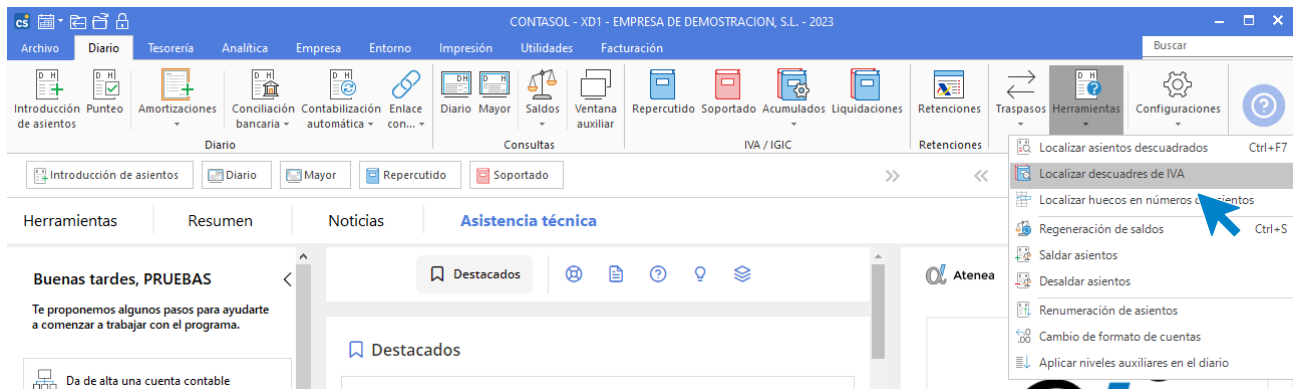 cs CONTASOL - XD1 - EMPRESA DE DEMOSTRACION, S.L. - 2023
Archivo Diario Tesorería Analítica Empresa Entorno Impresión Utilidades Facturación Buscar
Introducción de asientos
Punteo
Amortizaciones
Conciliación bancaria
Contabilización automática
Enlace con...
Diario
Mayor
Saldos
Ventana auxiliar
Repercutido
Soportado
Acumulados
Liquidaciones
Retenciones
Traspasos
Herramientas
Configuraciones
Diario Consultas IVA / IGIC Retenciones
Introducción de asientos Diario Mayor Repercutido Soportado
Localizar asientos descuadrados Ctrl+F7
Localizar descuadres de IVA
Localizar huecos en números de asientos
Regeneración de saldos Ctrl+S
Saldar asientos
Desaldar asientos
Renumeración de asientos
Cambio de formato de cuentas
Aplicar niveles auxiliares en el diario
Herramientas Resumen Noticias Asistencia técnica
Buenas tardes, PRUEBAS
Te proponemos algunos pasos para ayudarte
a comenzar a trabajar con el programa.
Da de alta una cuenta contable
Destacados
Destacados
Atenea